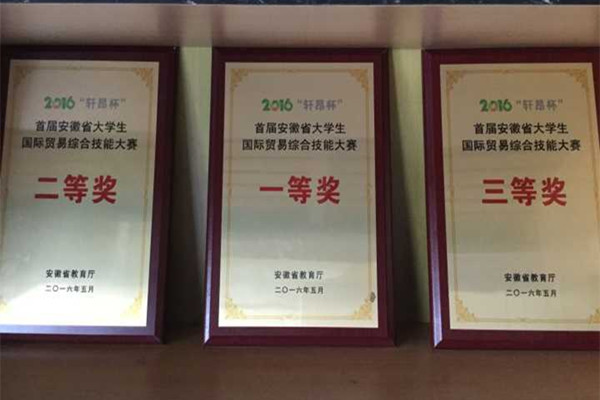 2016 “轩昂杯”
首届安徽省大学生
国际贸易综合技能大赛
二等奖
安徽省教育厅
二〇一六年五月
2016 “轩昂杯”
首届安徽省大学生
国际贸易综合技能大赛
一等奖
安徽省教育厅
二〇一六年五月
2016 “轩昂杯”
首届安徽省大学生
国际贸易综合技能大赛
三等奖
安徽省教育厅
二〇一六年五月